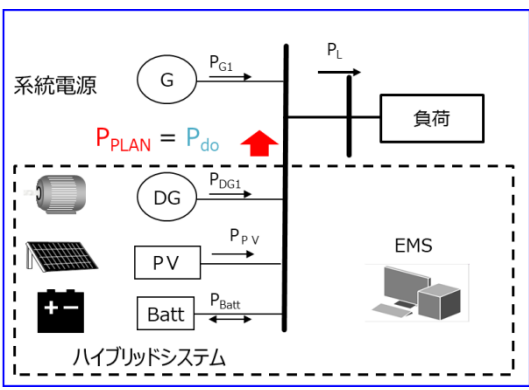 P_L
P_G1
G
系統電源
負荷
P_PLAN = P_do
P_DG1
DG
P_PV
EMS
PV
P_Batt
Batt
ハイブリッドシステム